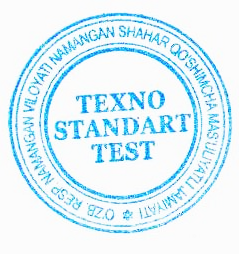 O'ZB. RESP. NAMANGAN VILOYATI NAMANGAN SHAHAR QO'SHIMCHA MAS'ULIYATLI JAMIYATI
TEXNO
STANDART
TEST